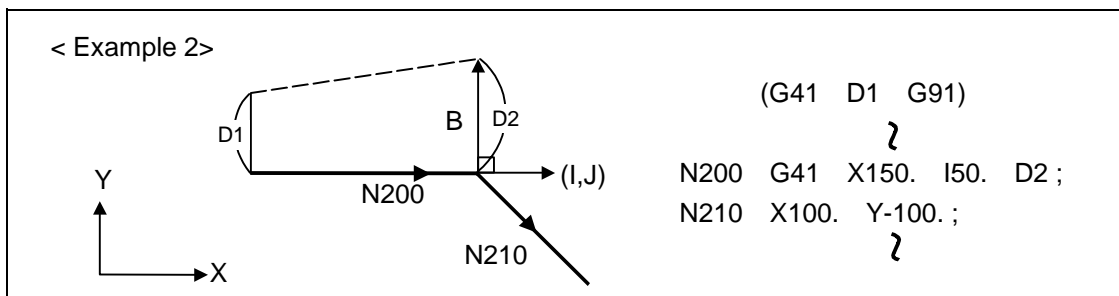 < Example 2>
(G41 D1 G91)
D1
B
D2
N200 G41 X150. I50. D2 ;
(I,J)
N200
Y
N210 X100. Y-100. ;
N210
X